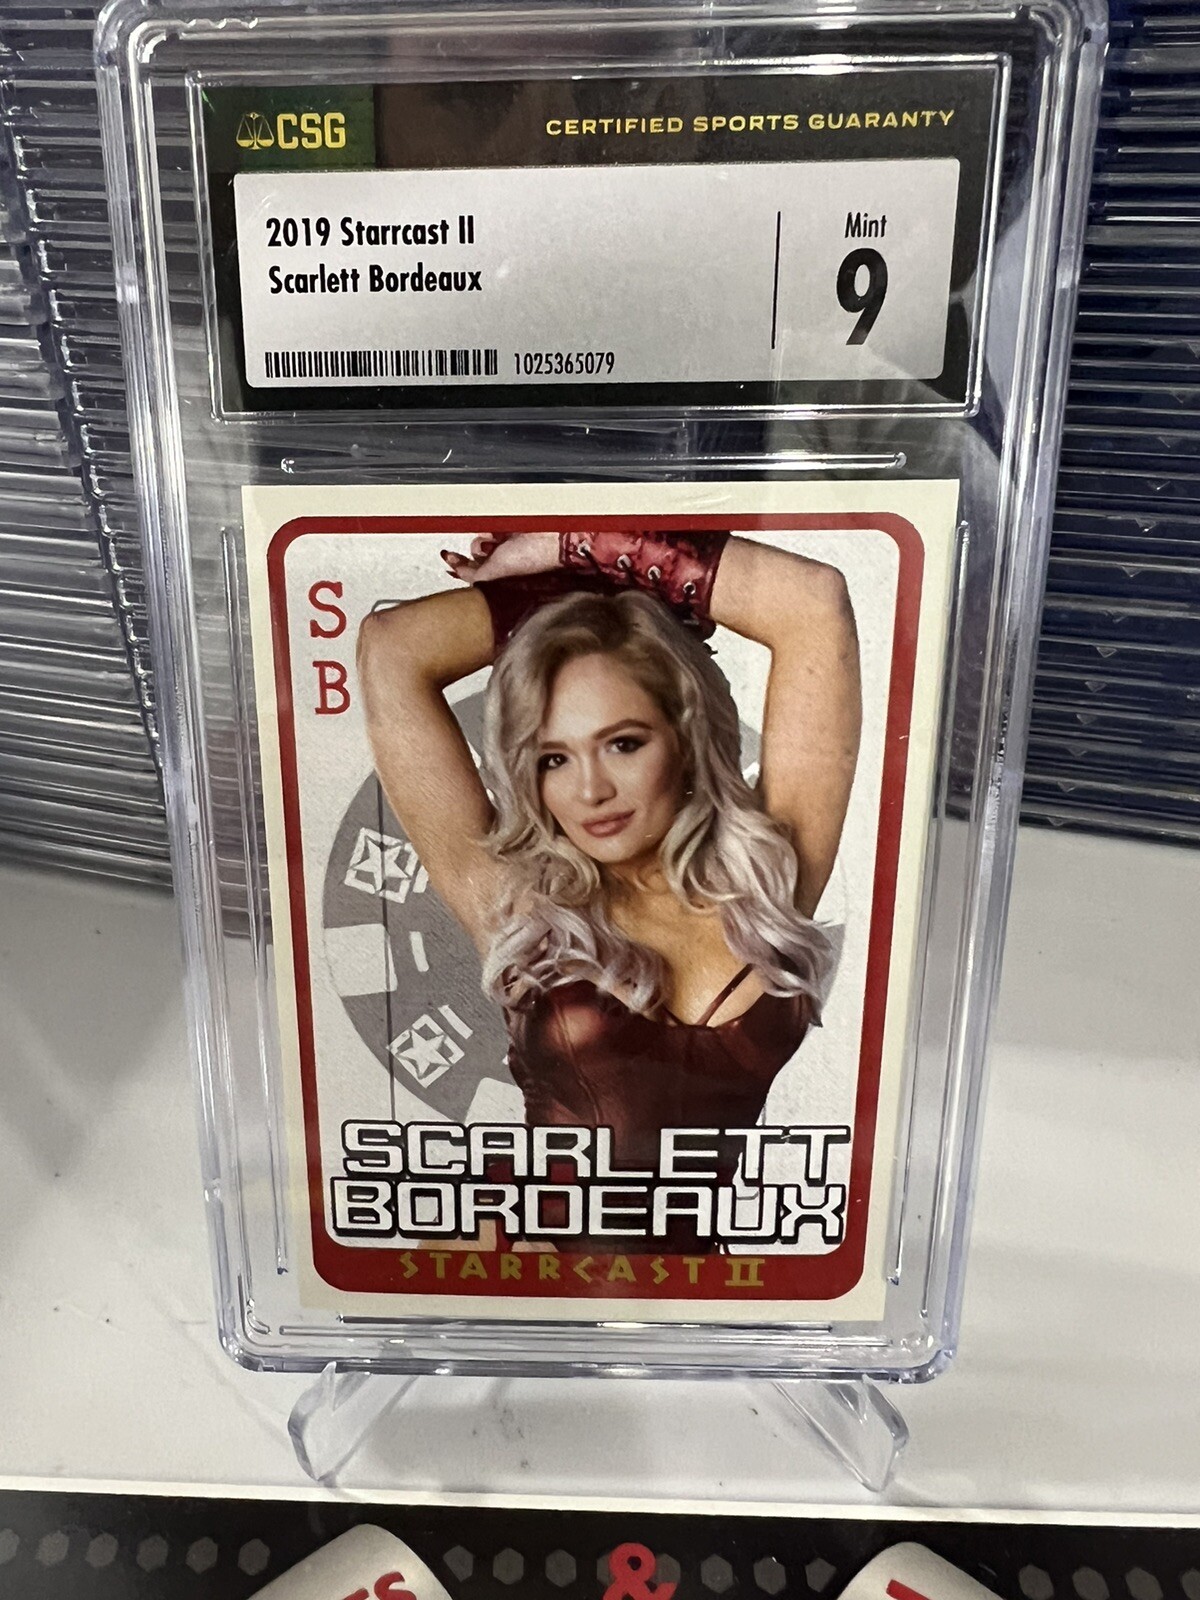 CSG
CERTIFIED SPORTS GUARANTY
2019 Starrcast II
Scarlett Bordeaux
Mint
9
1025365079
S
B
SCARLETT
BORDEAUX
STARRCAST II
&